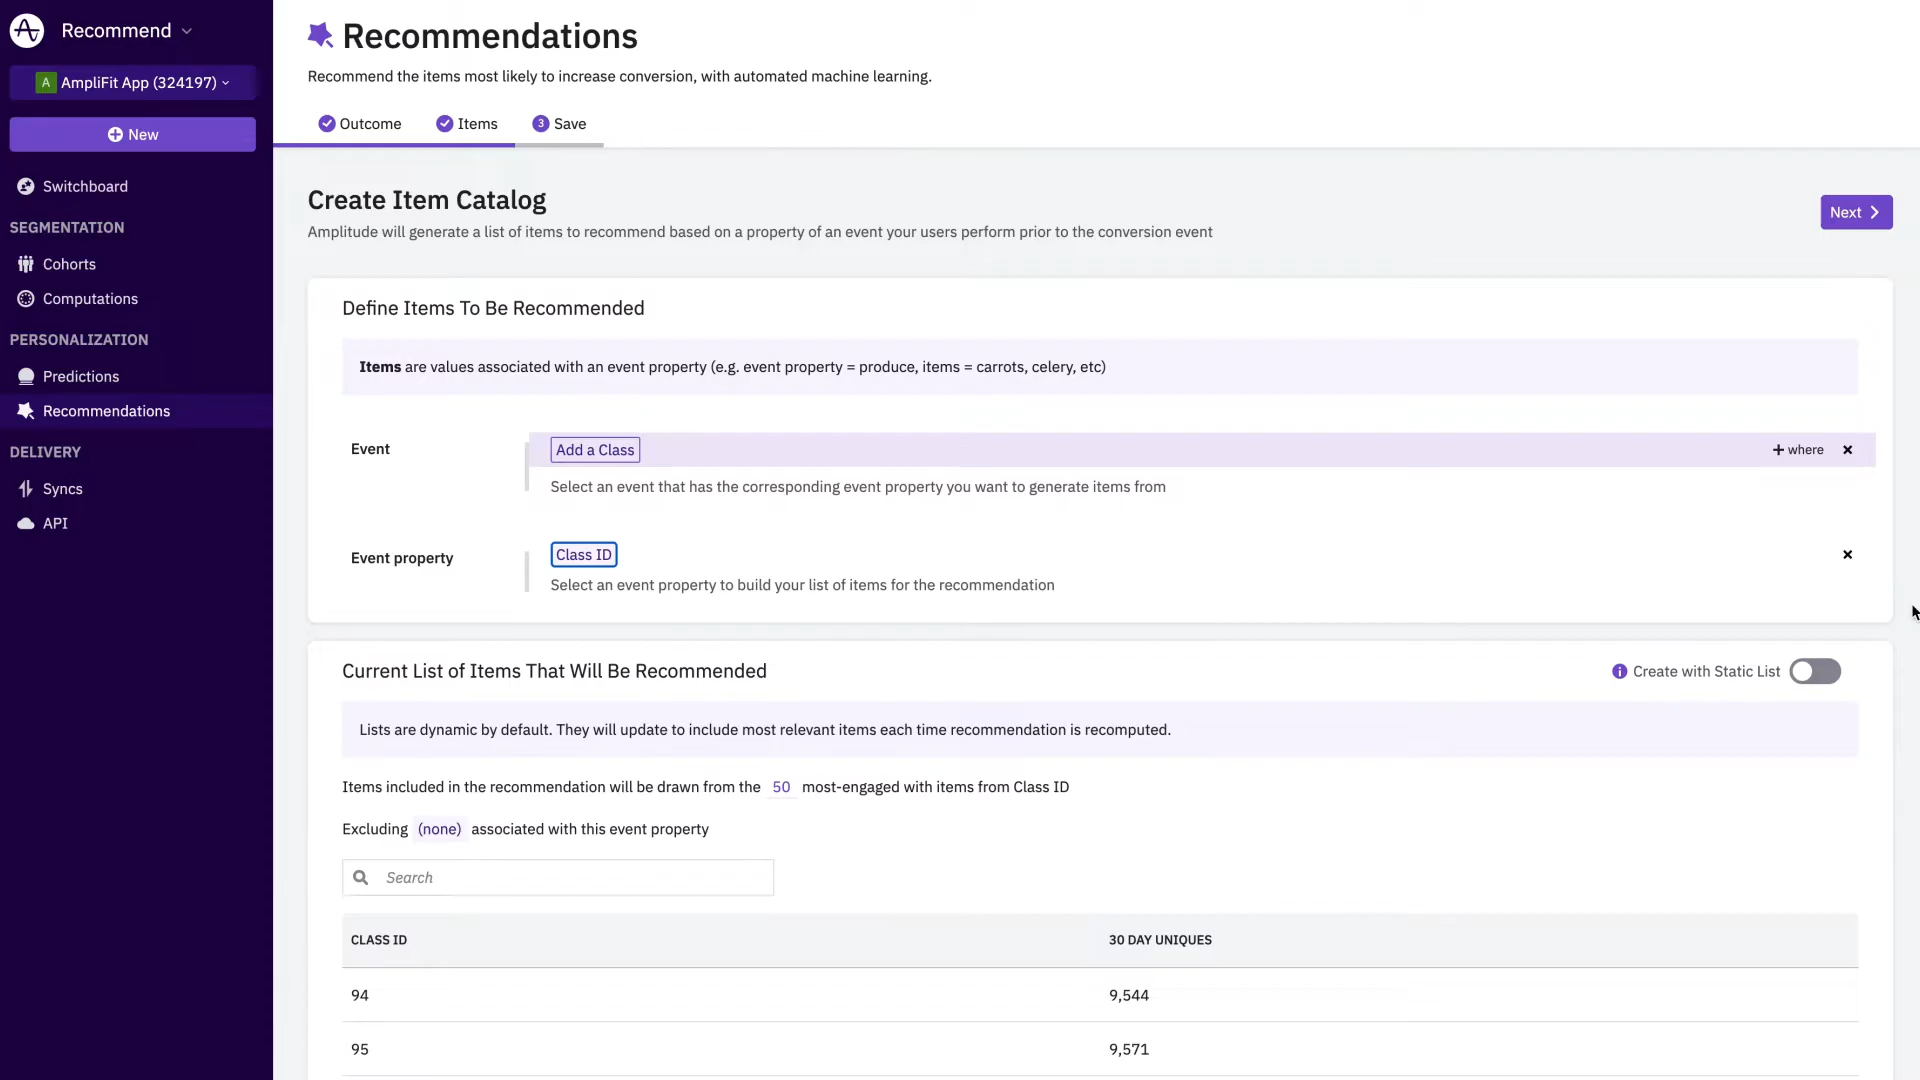 Recommend
A AmpliFit App (324197)
New
Switchboard
SEGMENTATION
Cohorts
Computations
PERSONALIZATION
Predictions
Recommendations
DELIVERY
Syncs
API
Recommendations
Recommend the items most likely to increase conversion, with automated machine learning.
Outcome Items 3 Save
Create Item Catalog
Amplitude will generate a list of items to recommend based on a property of an event your users perform prior to the conversion event
Next
Define Items To Be Recommended
Items are values associated with an event property (e.g. event property = produce, items = carrots, celery, etc)
Event Add a Class + where
Select an event that has the corresponding event property you want to generate items from
Event property Class ID
Select an event property to build your list of items for the recommendation
Current List of Items That Will Be Recommended
Create with Static List
Lists are dynamic by default. They will update to include most relevant items each time recommendation is recomputed.
Items included in the recommendation will be drawn from the 50 most-engaged with items from Class ID
Excluding (none) associated with this event property
Search
CLASS ID 30 DAY UNIQUES
94 9,544
95 9,571